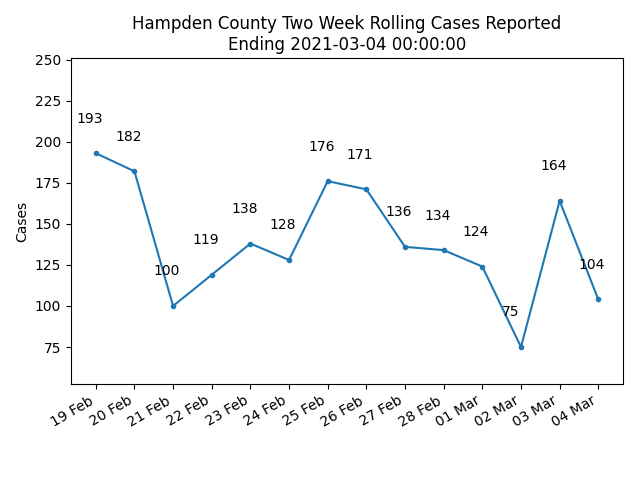 Hampden County Two Week Rolling Cases Reported
Ending 2021-03-04 00:00:00
Cases
250
225
200
175
150
125
100
75
193
182
100
119
138
128
176
171
136
134
124
75
164
104
19 Feb
20 Feb
21 Feb
22 Feb
23 Feb
24 Feb
25 Feb
26 Feb
27 Feb
28 Feb
01 Mar
02 Mar
03 Mar
04 Mar